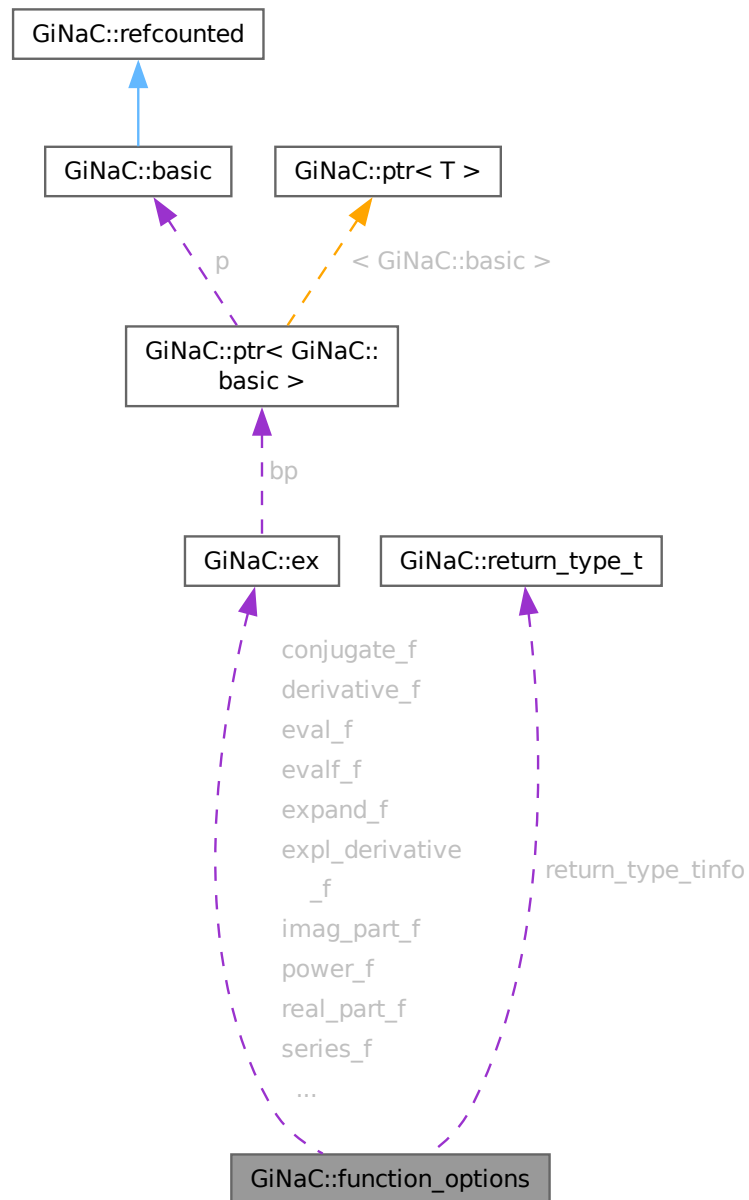 GiNaC::refcounted
GiNaC::basic
GiNaC::ptr< T >
p
< GiNaC::basic >
GiNaC::ptr< GiNaC::
basic >
bp
GiNaC::ex
GiNaC::return_type_t
conjugate_f
derivative_f
eval_f
evalf_f
expand_f
expl_derivative
_f
imag_part_f
power_f
real_part_f
series_f
...
return_type_tinfo
GiNaC::function_options